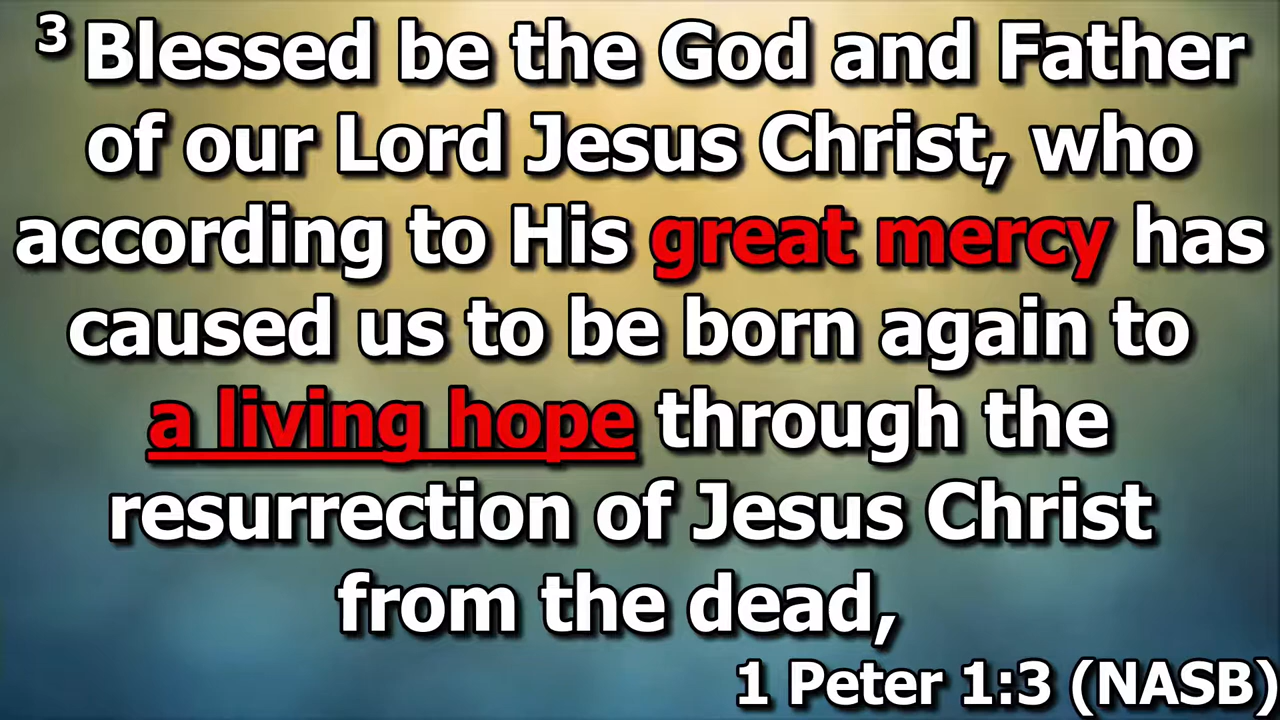 3 Blessed be the God and Father
of our Lord Jesus Christ, who
according to His great mercy has
caused us to be born again to
a living hope through the
resurrection of Jesus Christ
from the dead,
1 Peter 1:3 (NASB)